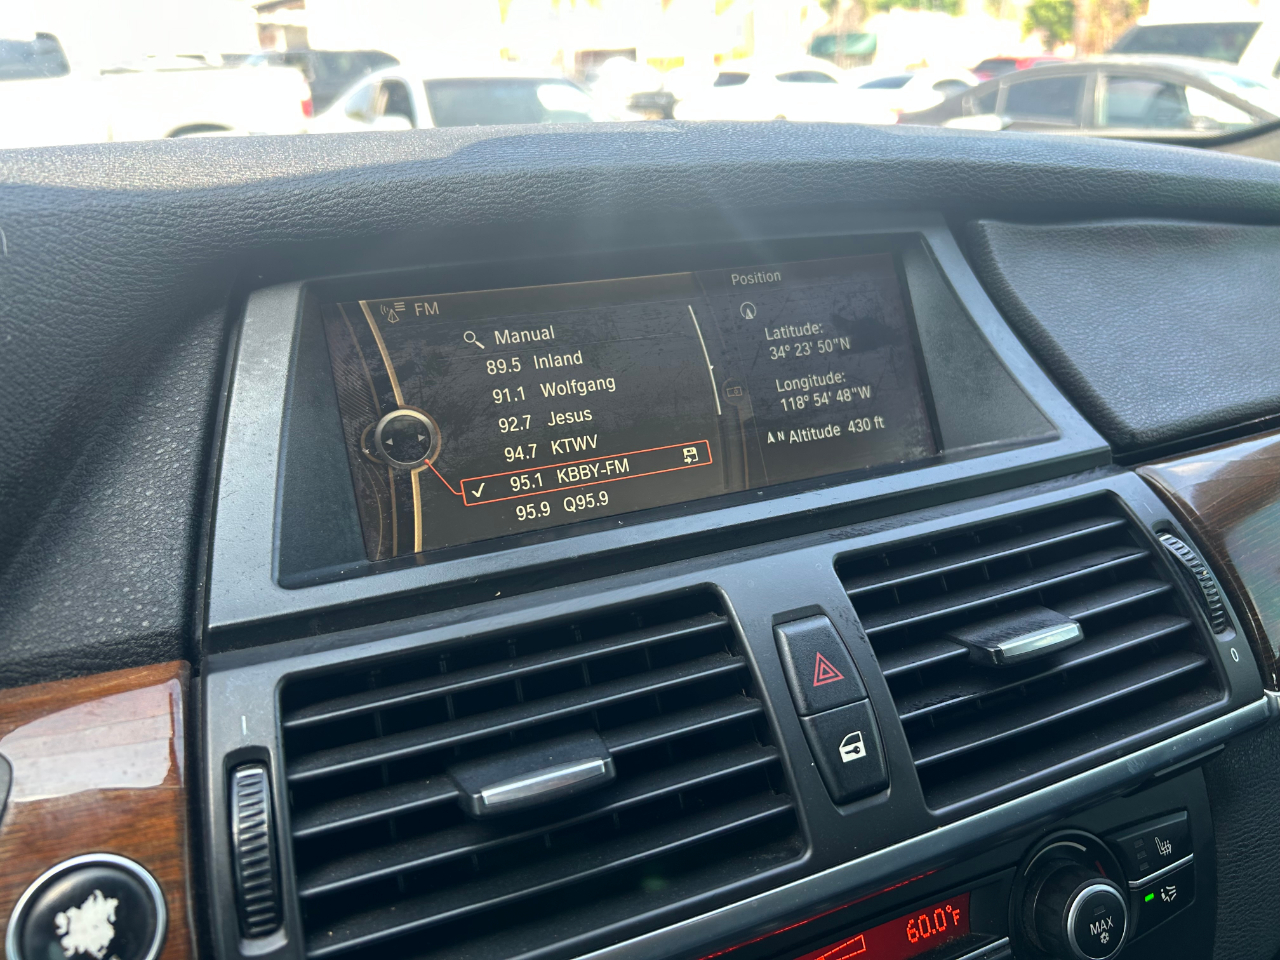 FM
Manual
89.5 Inland
91.1 Wolfgang
92.7 Jesus
94.7 KTWV
95.1 KBBY-FM
95.9 Q95.9
Position
Latitude:
34° 23' 50"N
Longitude:
118° 54' 48"W
N Altitude 430 ft
0
60.0°F
MAX